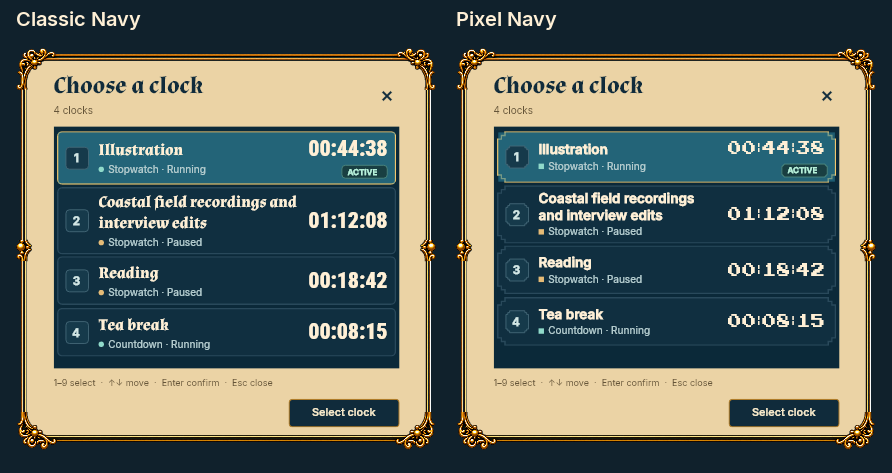 Classic Navy
Choose a clock
4 clocks
×
1
Illustration
Stopwatch · Running
00:44:38
ACTIVE
2
Coastal field recordings and
interview edits
Stopwatch · Paused
01:12:08
3
Reading
Stopwatch · Paused
00:18:42
4
Tea break
Countdown · Running
00:08:15
1–9 select · ↑↓ move · Enter confirm · Esc close
Select clock
Pixel Navy
Choose a clock
4 clocks
×
1
Illustration
Stopwatch · Running
00:44:38
ACTIVE
2
Coastal field recordings
and interview edits
Stopwatch · Paused
01:12:08
3
Reading
Stopwatch · Paused
00:18:42
4
Tea break
Countdown · Running
00:08:15
1–9 select · ↑↓ move · Enter confirm · Esc close
Select clock